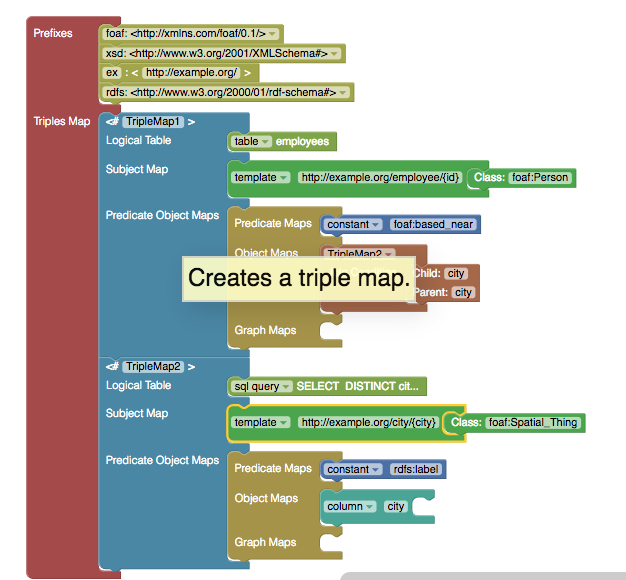 Prefixes
foaf: <http://xmlns.com/foaf/0.1/>
xsd: <http://www.w3.org/2001/XMLSchema#>
ex : < http://example.org/ >
rdfs: <http://www.w3.org/2000/01/rdf-schema#>
Triples Map
<# TripleMap1 >
Logical Table
table employees
Subject Map
template http://example.org/employee/{id} Class: foaf:Person
Predicate Object Maps
Predicate Maps constant foaf:based_near
Object Maps TripleMap2
Child: city
Creates a triple map.
Parent: city
Graph Maps
<# TripleMap2 >
Logical Table
sql query SELECT DISTINCT cit...
Subject Map
template http://example.org/city/{city} Class: foaf:Spatial_Thing
Predicate Object Maps
Predicate Maps constant rdfs:label
Object Maps
column city
Graph Maps